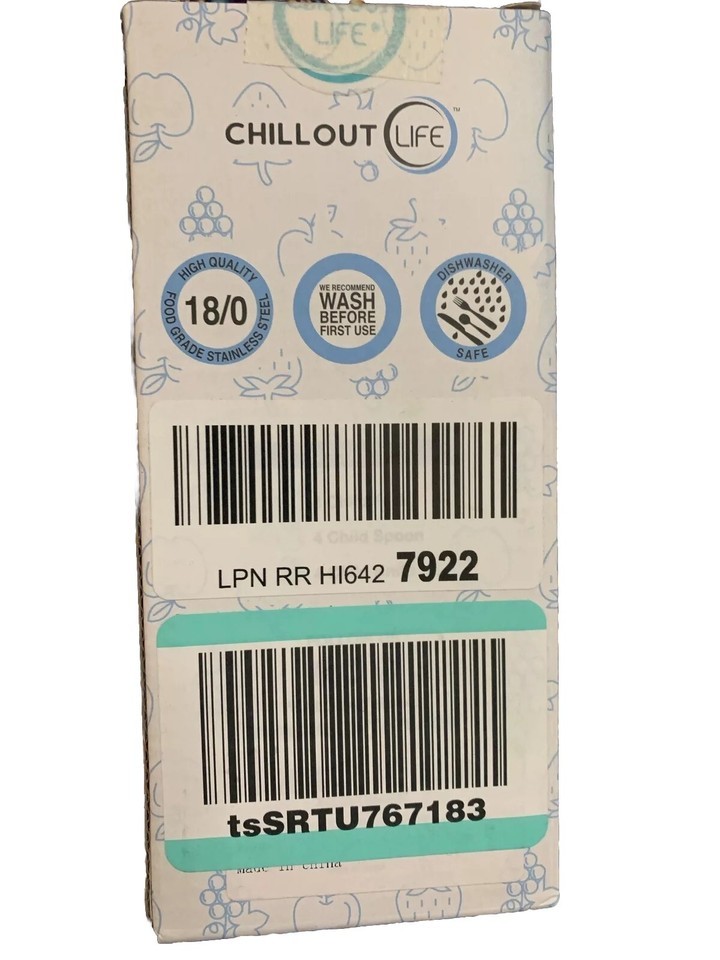 LIFE
CHILLOUT LIFE™
HIGH QUALITY
18/0
FOOD GRADE STAINLESS STEEL
WE RECOMMEND
WASH
BEFORE
FIRST USE
DISHWASHER
SAFE
4 Child Spoon
LPN RR HI642 7922
tsSRTU767183
Made in China